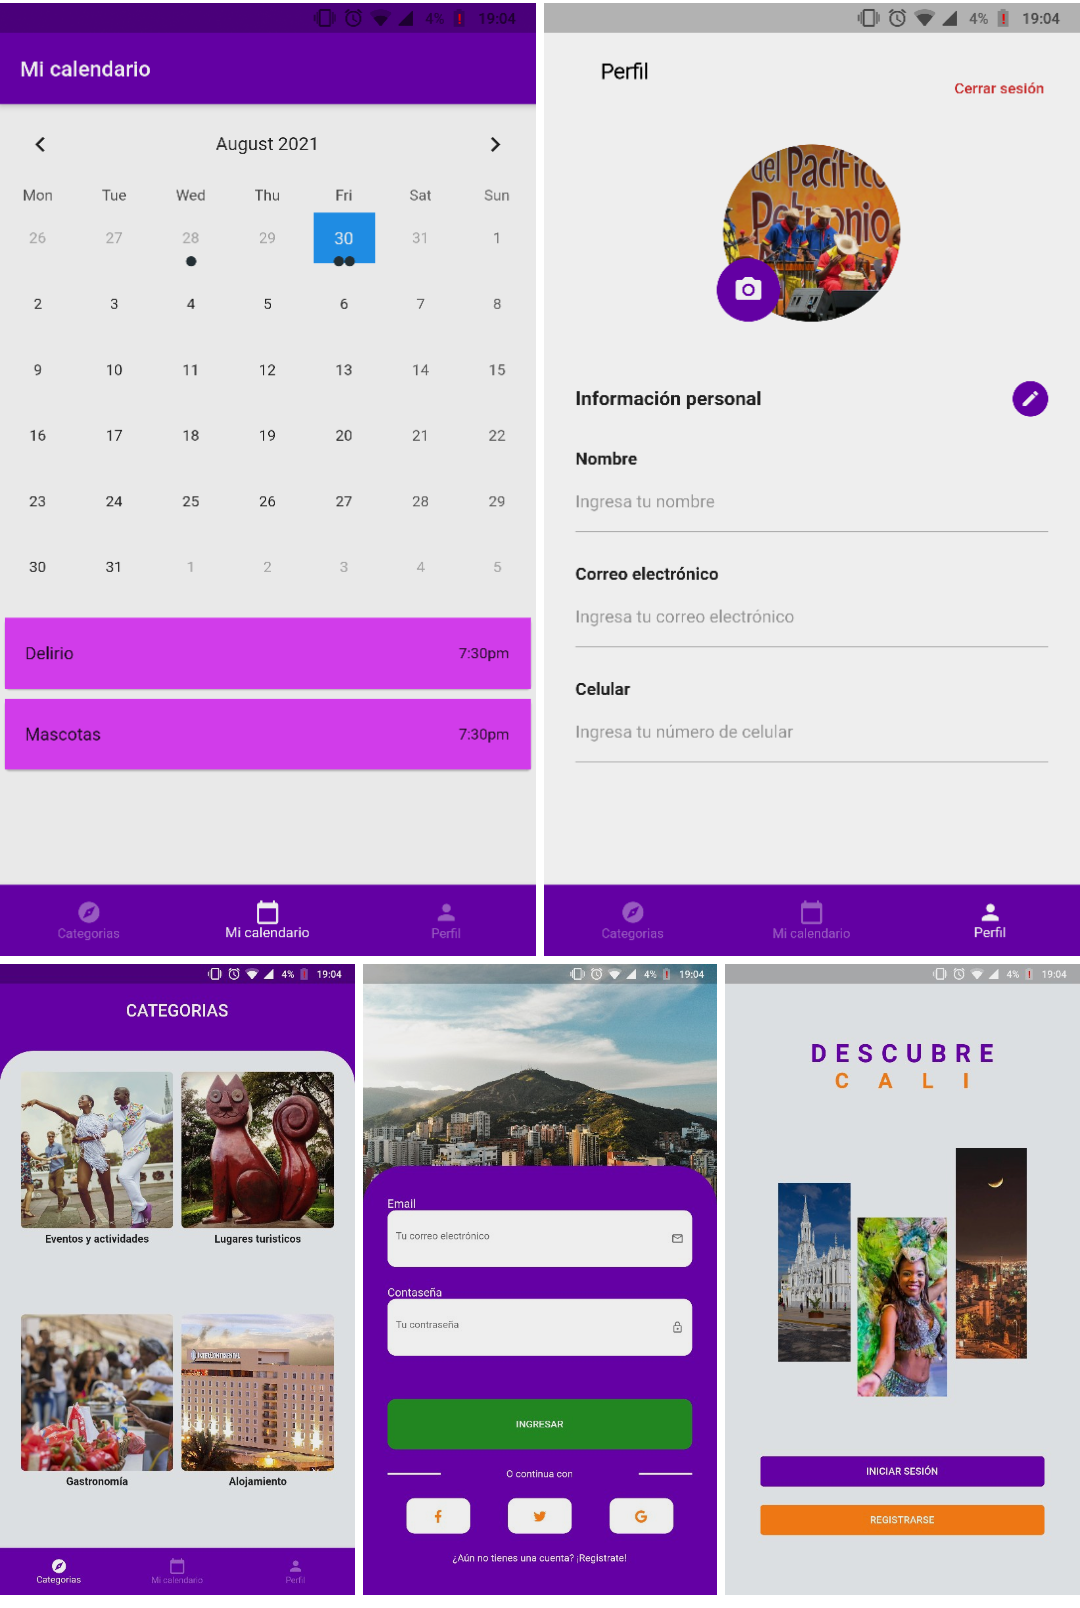 4% 19:04
Mi calendario
August 2021
Mon Tue Wed Thu Fri Sat Sun
26 27 28 29 30 31 1
2 3 4 5 6 7 8
9 10 11 12 13 14 15
16 17 18 19 20 21 22
23 24 25 26 27 28 29
30 31 1 2 3 4 5
Delirio 7:30pm
Mascotas 7:30pm
Categorias Mi calendario Perfil
4% 19:04
Perfil
Cerrar sesión
del Pacífico
Petronio
Información personal
Nombre
Ingresa tu nombre
Correo electrónico
Ingresa tu correo electrónico
Celular
Ingresa tu número de celular
Categorias Mi calendario Perfil
4% 19:04
CATEGORIAS
Eventos y actividades Lugares turisticos
INTERCONTINENTAL
Gastronomía Alojamiento
Categorias Mi calendario Perfil
4% 19:04
Email
Tu correo electrónico
Contaseña
Tu contraseña
INGRESAR
O continua con
¿Aún no tienes una cuenta? ¡Registrate!
4% 19:04
DESCUBRE
CALI
INICIAR SESIÓN
REGISTRARSE